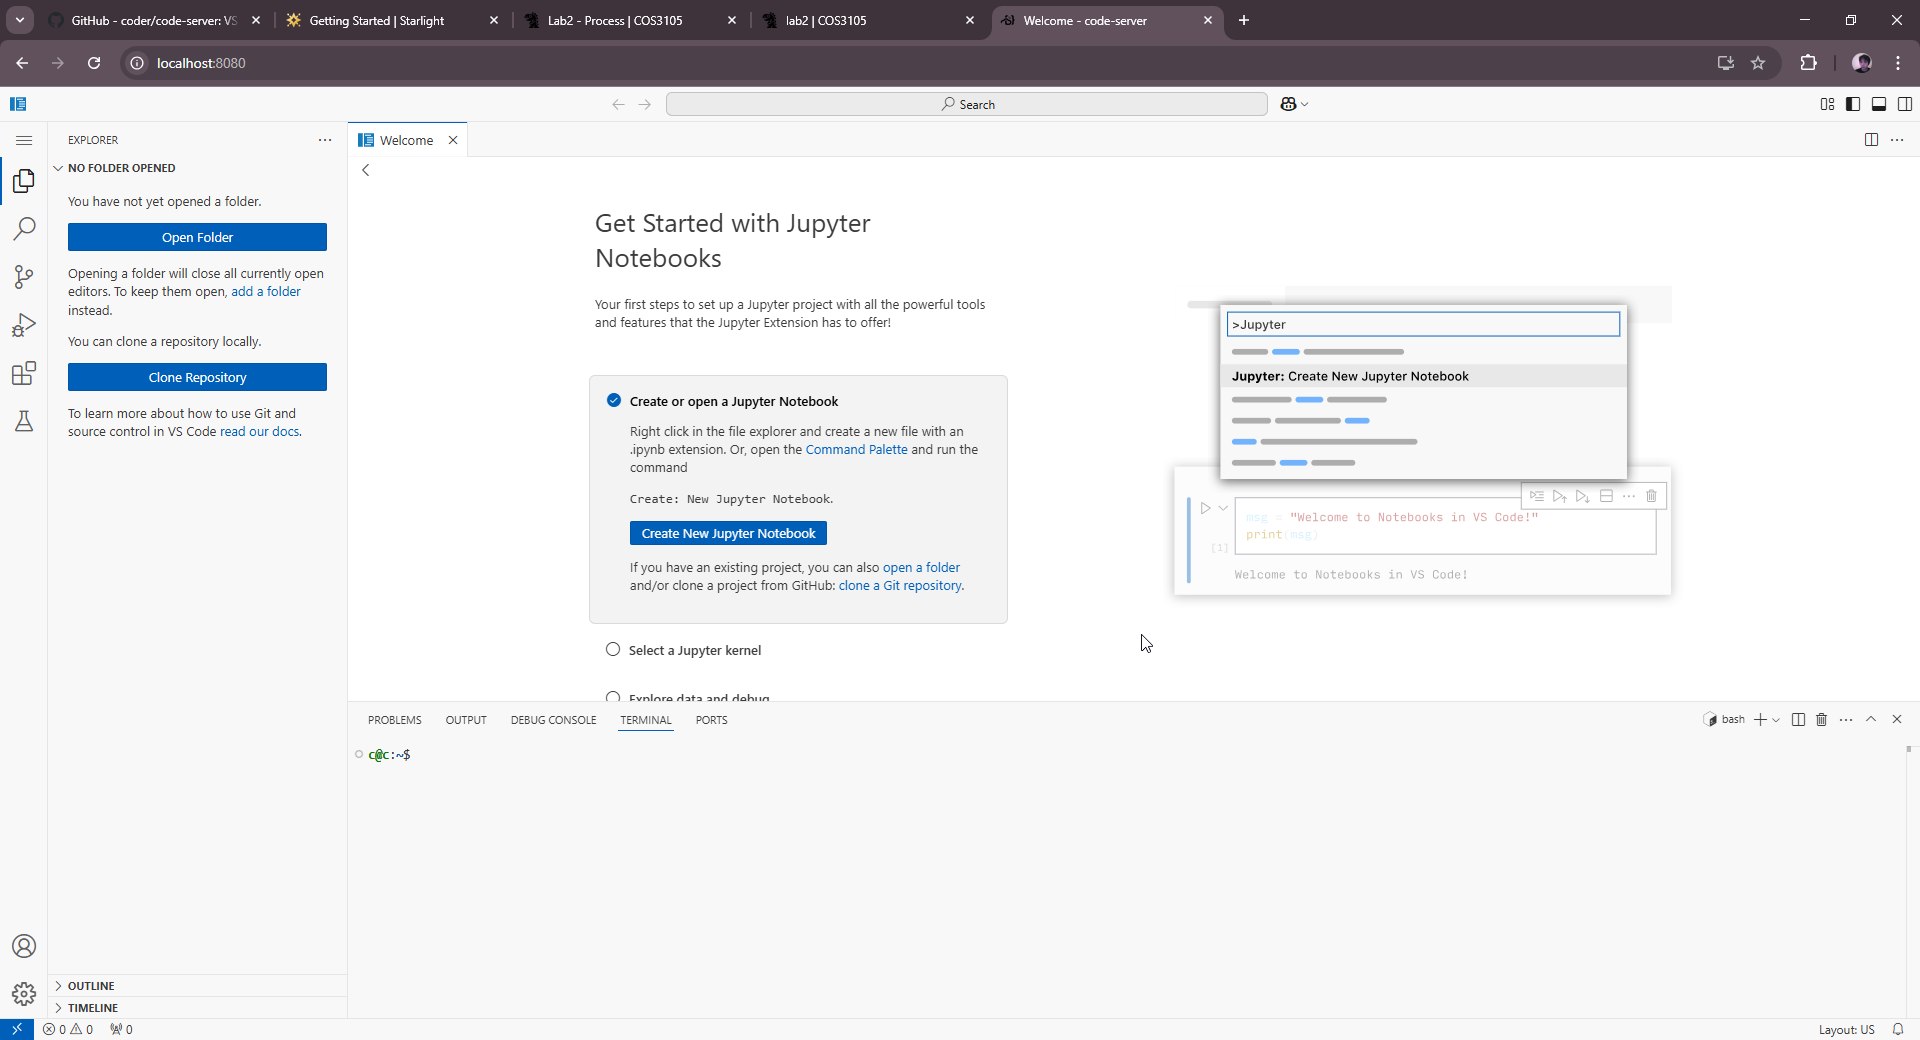 GitHub - coder/code-server: VS
Getting Started | Starlight
Lab2 - Process | COS3105
lab2 | COS3105
Welcome - code-server
localhost:8080
Search
EXPLORER
NO FOLDER OPENED
You have not yet opened a folder.
Open Folder
Opening a folder will close all currently open
editors. To keep them open, add a folder
instead.
You can clone a repository locally.
Clone Repository
To learn more about how to use Git and
source control in VS Code read our docs.
OUTLINE
TIMELINE
Welcome
Get Started with Jupyter
Notebooks
Your first steps to set up a Jupyter project with all the powerful tools
and features that the Jupyter Extension has to offer!
Create or open a Jupyter Notebook
Right click in the file explorer and create a new file with an
.ipynb extension. Or, open the Command Palette and run the
command
Create: New Jupyter Notebook.
Create New Jupyter Notebook
If you have an existing project, you can also open a folder
and/or clone a project from GitHub: clone a Git repository.
Select a Jupyter kernel
Explore data and debug
>Jupyter
Jupyter: Create New Jupyter Notebook
msg = "Welcome to Notebooks in VS Code!"
print(msg)
[1]
Welcome to Notebooks in VS Code!
PROBLEMS OUTPUT DEBUG CONSOLE TERMINAL PORTS
bash
c@c:~$
0 0 0
Layout: US